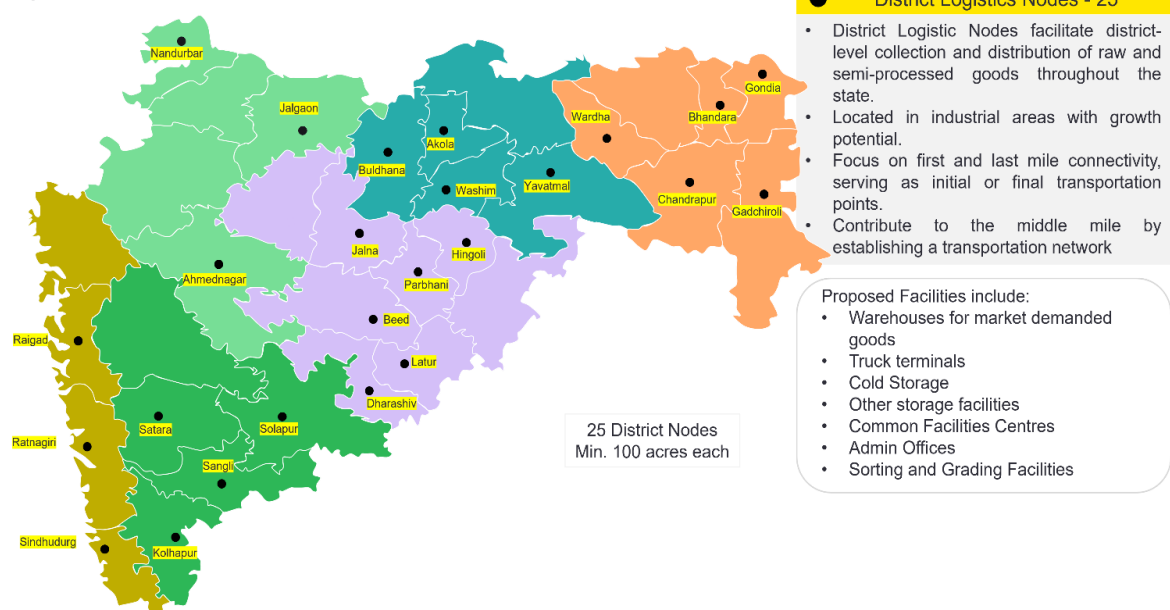 District Logistics Nodes - 25
• District Logistic Nodes facilitate district-
level collection and distribution of raw and
semi-processed goods throughout the
state.
• Located in industrial areas with growth
potential.
• Focus on first and last mile connectivity,
serving as initial or final transportation
points.
• Contribute to the middle mile by
establishing a transportation network
Proposed Facilities include:
• Warehouses for market demanded
goods
• Truck terminals
• Cold Storage
• Other storage facilities
• Common Facilities Centres
• Admin Offices
• Sorting and Grading Facilities
25 District Nodes
Min. 100 acres each
Nandurbar
Jalgaon
Buldhana
Akola
Washim
Yavatmal
Wardha
Bhandara
Gondia
Chandrapur
Gadchiroli
Ahmednagar
Jalna
Hingoli
Parbhani
Beed
Latur
Dharashiv
Raigad
Ratnagiri
Sindhudurg
Satara
Solapur
Sangli
Kolhapur